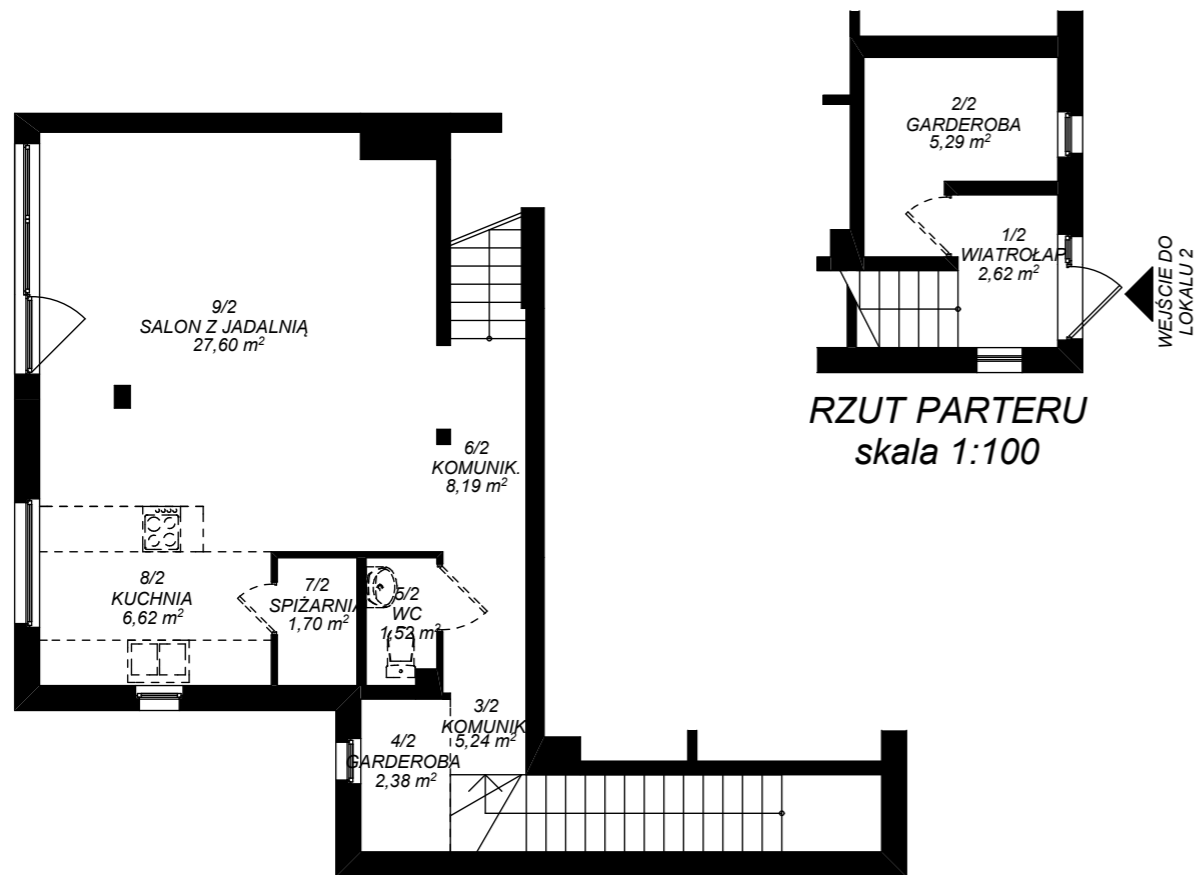 2/2
GARDEROBA
5,29 m²
1/2
WIATROŁAP
2,62 m²
WEJŚCIE DO
LOKALU 2
RZUT PARTERU
skala 1:100
9/2
SALON Z JADALNIĄ
27,60 m²
6/2
KOMUNIK.
8,19 m²
8/2
KUCHNIA
6,62 m²
7/2
SPIŻARNIA
1,70 m²
5/2
WC
1,52 m²
3/2
KOMUNIK.
5,24 m²
4/2
GARDEROBA
2,38 m²